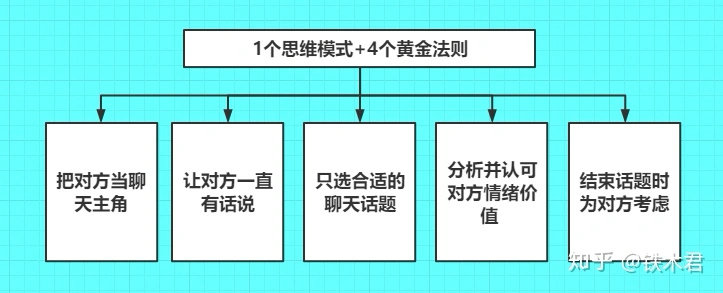 1个思维模式+4个黄金法则
把对方当聊
天主角
让对方一直
有话说
只选合适的
聊天话题
分析并认可
对方情绪价
值
结束话题时
为对方考虑
知乎 @铁木君